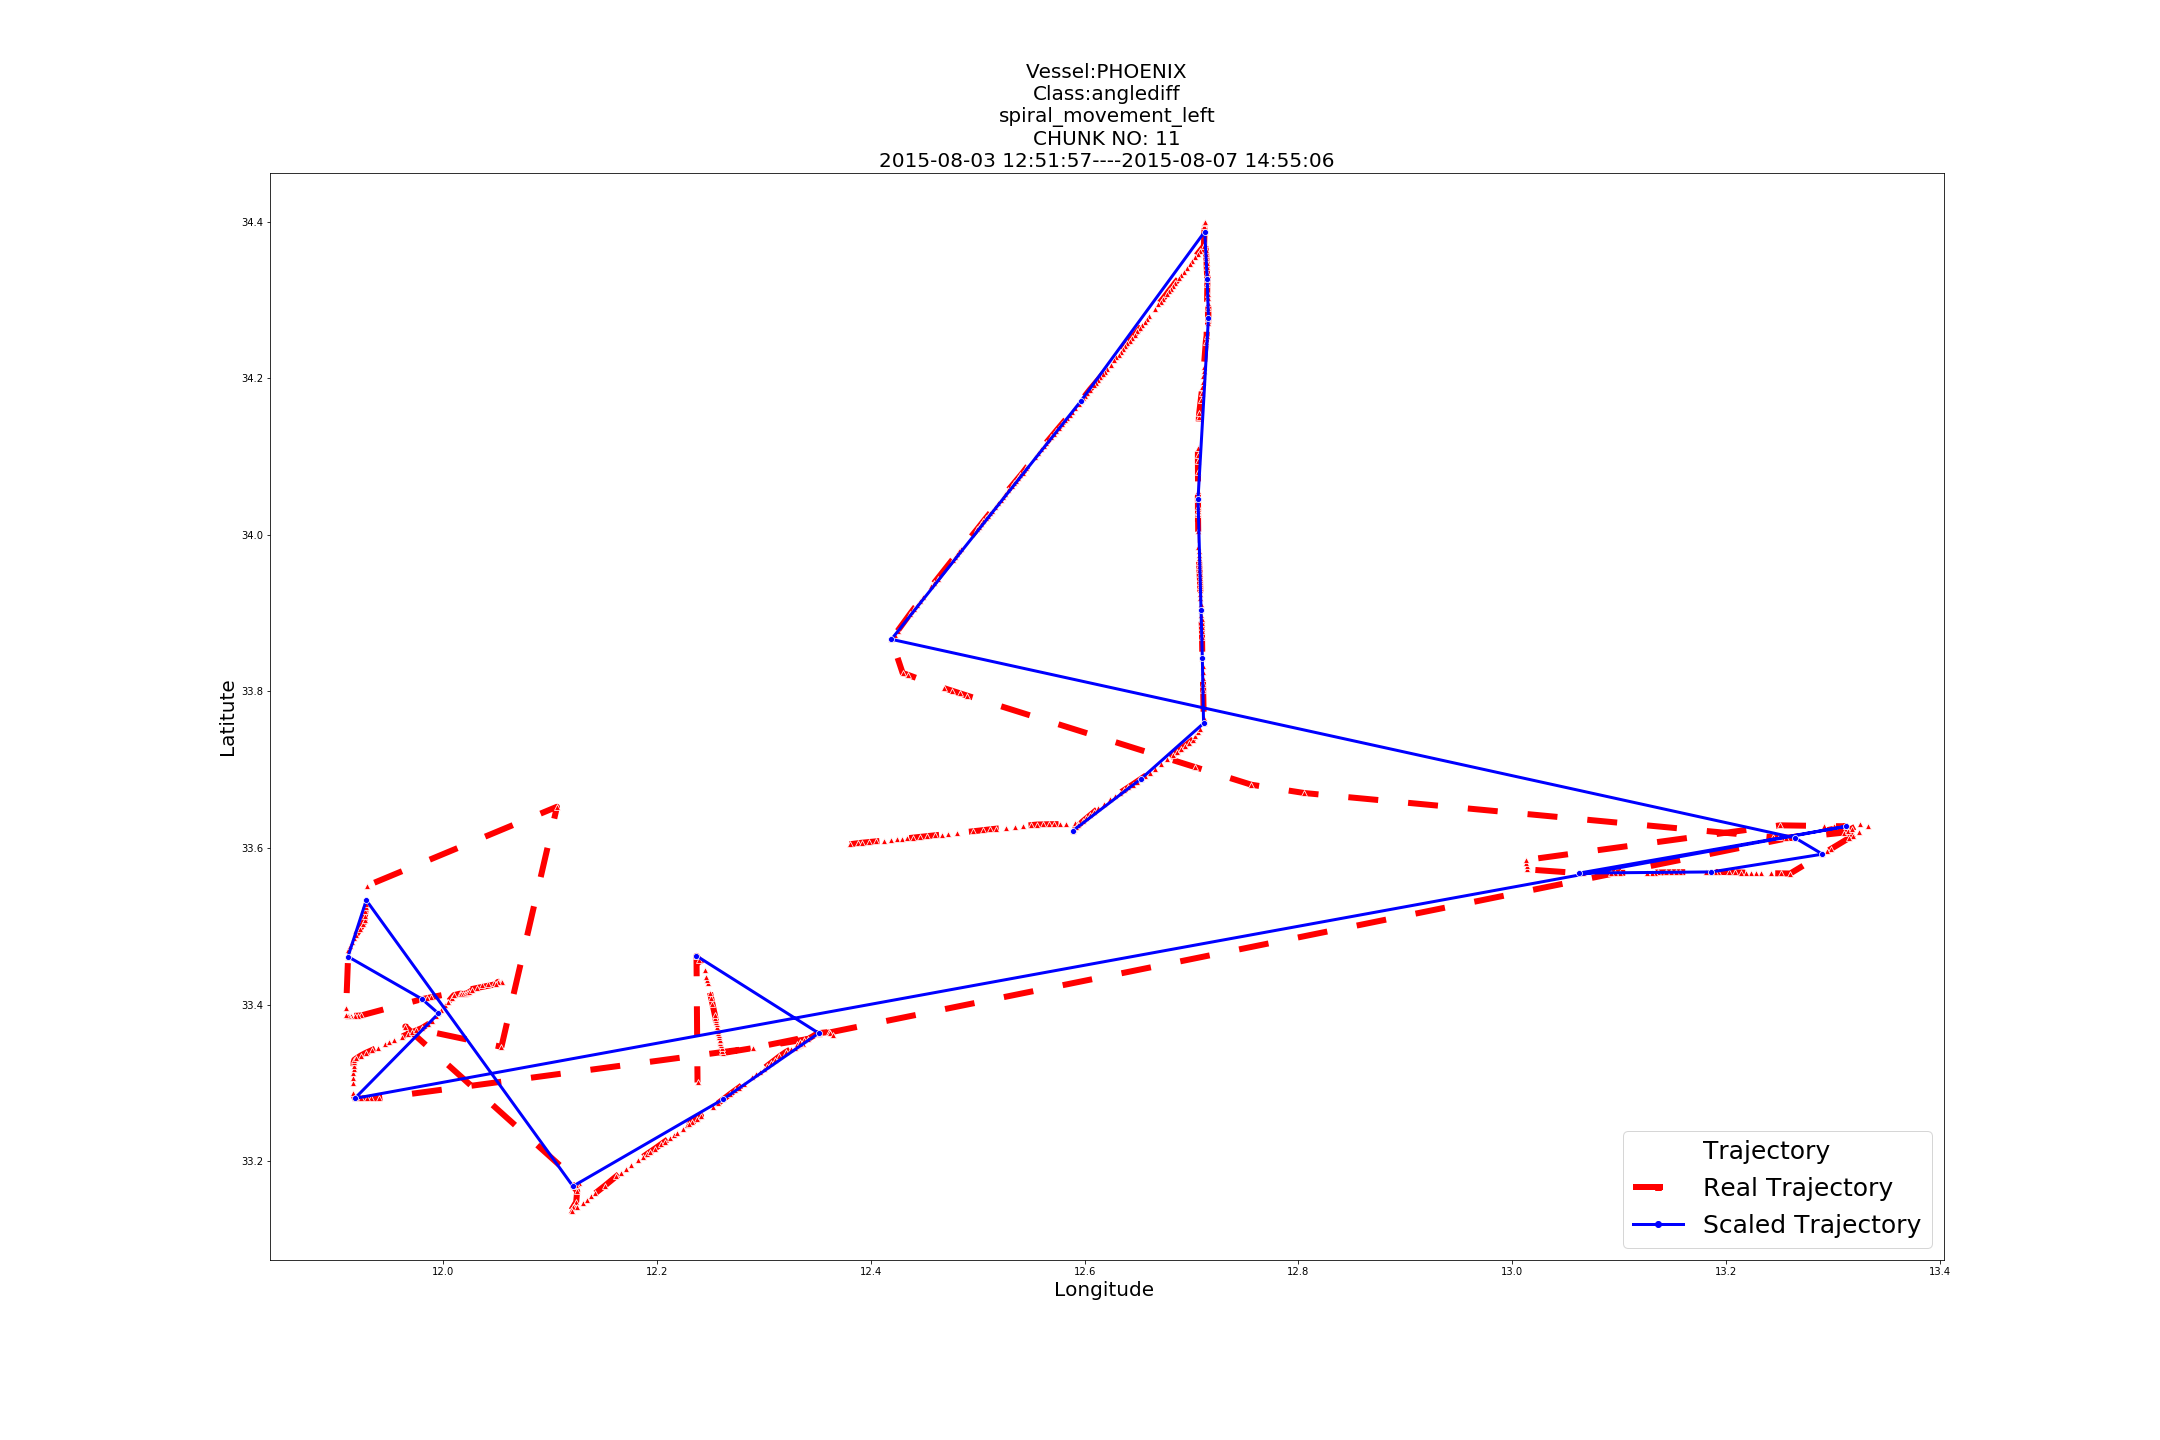 Vessel:PHOENIX
Class:anglediff
spiral_movement_left
CHUNK NO: 11
2015-08-03 12:51:57----2015-08-07 14:55:06
34.4
34.2
34.0
33.8
33.6
33.4
33.2
Latitute
12.0 12.2 12.4 12.6 12.8 13.0 13.2 13.4
Longitude
Trajectory
Real Trajectory
Scaled Trajectory